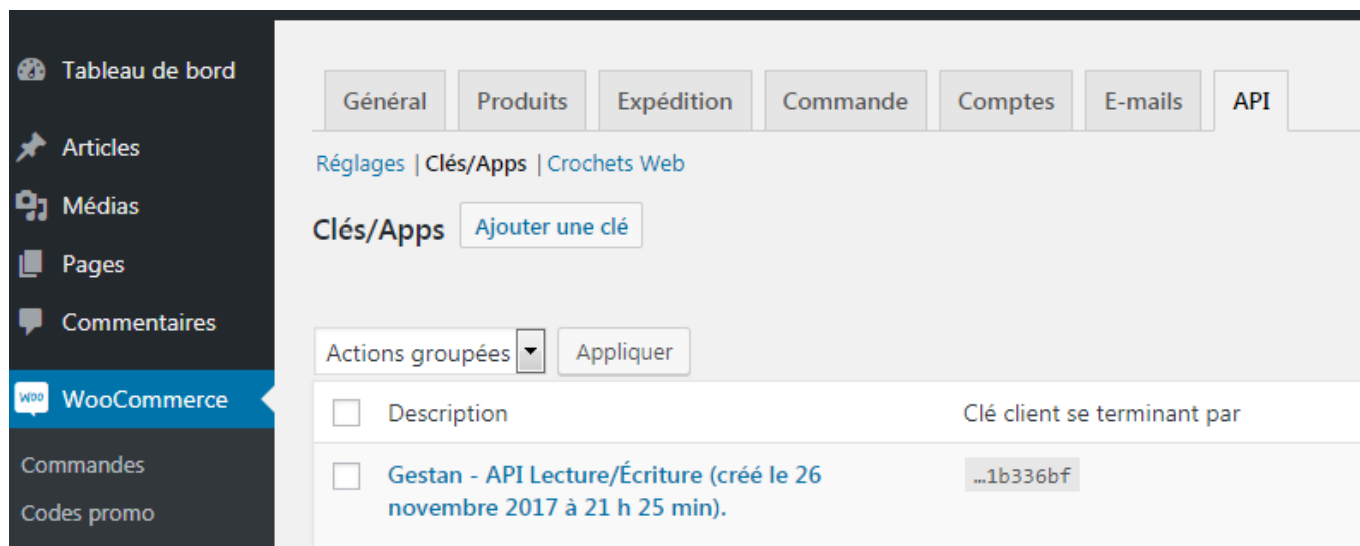 Tableau de bord
Articles
Médias
Pages
Commentaires
Woo WooCommerce
Commandes
Codes promo
Général Produits Expédition Commande Comptes E-mails API
Réglages | Clés/Apps | Crochets Web
Clés/Apps Ajouter une clé
Actions groupées Appliquer
Description Clé client se terminant par
Gestan - API Lecture/Écriture (créé le 26 …1b336bf
novembre 2017 à 21 h 25 min).